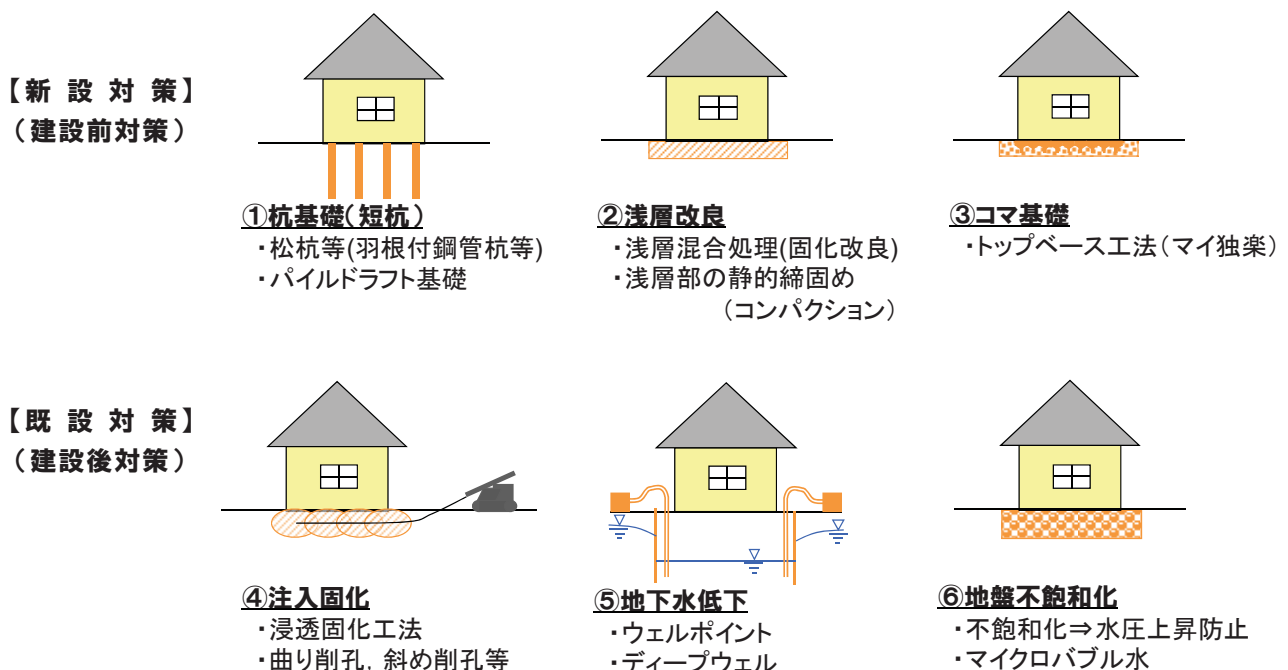 【新設対策】
（建設前対策）
①杭基礎（短杭）
・松杭等(羽根付鋼管杭等)
・パイルドラフト基礎
②浅層改良
・浅層混合処理(固化改良)
・浅層部の静的締固め
（コンパクション）
③コマ基礎
・トップベース工法（マイ独楽）
【既設対策】
（建設後対策）
④注入固化
・浸透固化工法
・曲り削孔，斜め削孔等
⑤地下水低下
・ウェルポイント
・ディープウェル
⑥地盤不飽和化
・不飽和化⇒水圧上昇防止
・マイクロバブル水